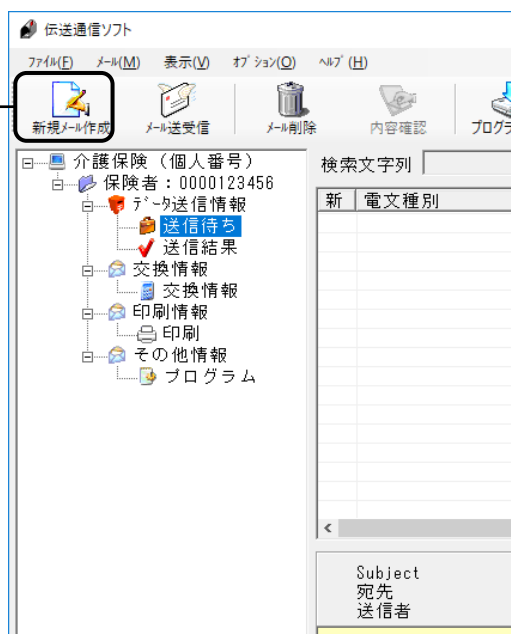 伝送通信ソフト
ファイル(F) メール(M) 表示(V) オプション(O) ヘルプ(H)
新規メール作成 メール送受信 メール削除 内容確認 プログラ
介護保険（個人番号）
保険者：0000123456
データ送信情報
送信待ち
送信結果
交換情報
交換情報
印刷情報
印刷
その他情報
プログラム
検索文字列
新 電文種別
Subject
宛先
送信者